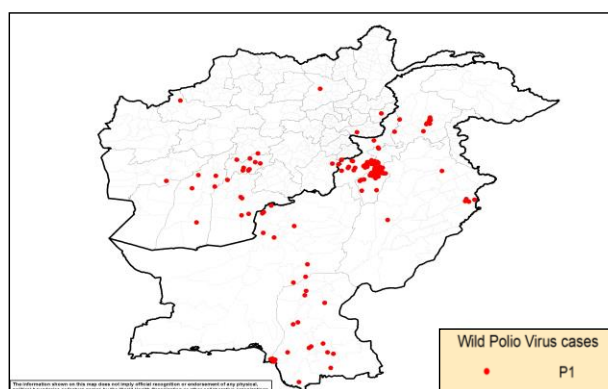 Wild Polio Virus cases
P1
The information shown on this map does not imply official recognition or endorsement of any physical,